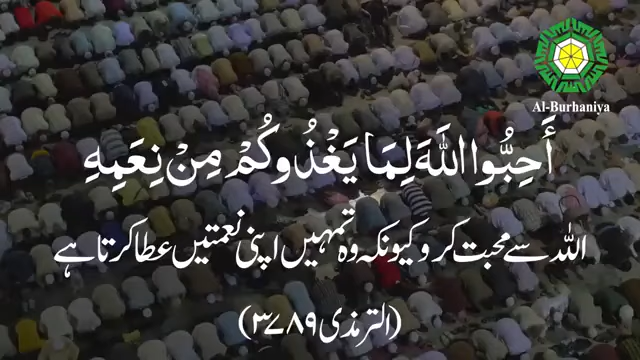 Al-Burhaniya
أَحِبُّوا اللَّهَ لِمَا يَغْذُوكُمْ مِنْ نِعَمِهِ
اللہ سے محبت کرو کیونکہ وہ تمہیں اپنی نعمتیں عطا کرتا ہے
(الترمذی ۳۷۸۹)